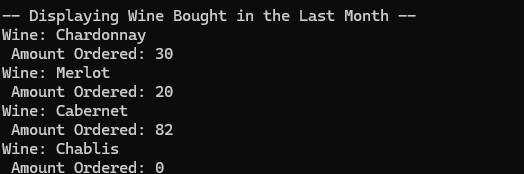 -- Displaying Wine Bought in the Last Month --
Wine: Chardonnay
 Amount Ordered: 30
Wine: Merlot
 Amount Ordered: 20
Wine: Cabernet
 Amount Ordered: 82
Wine: Chablis
 Amount Ordered: 0